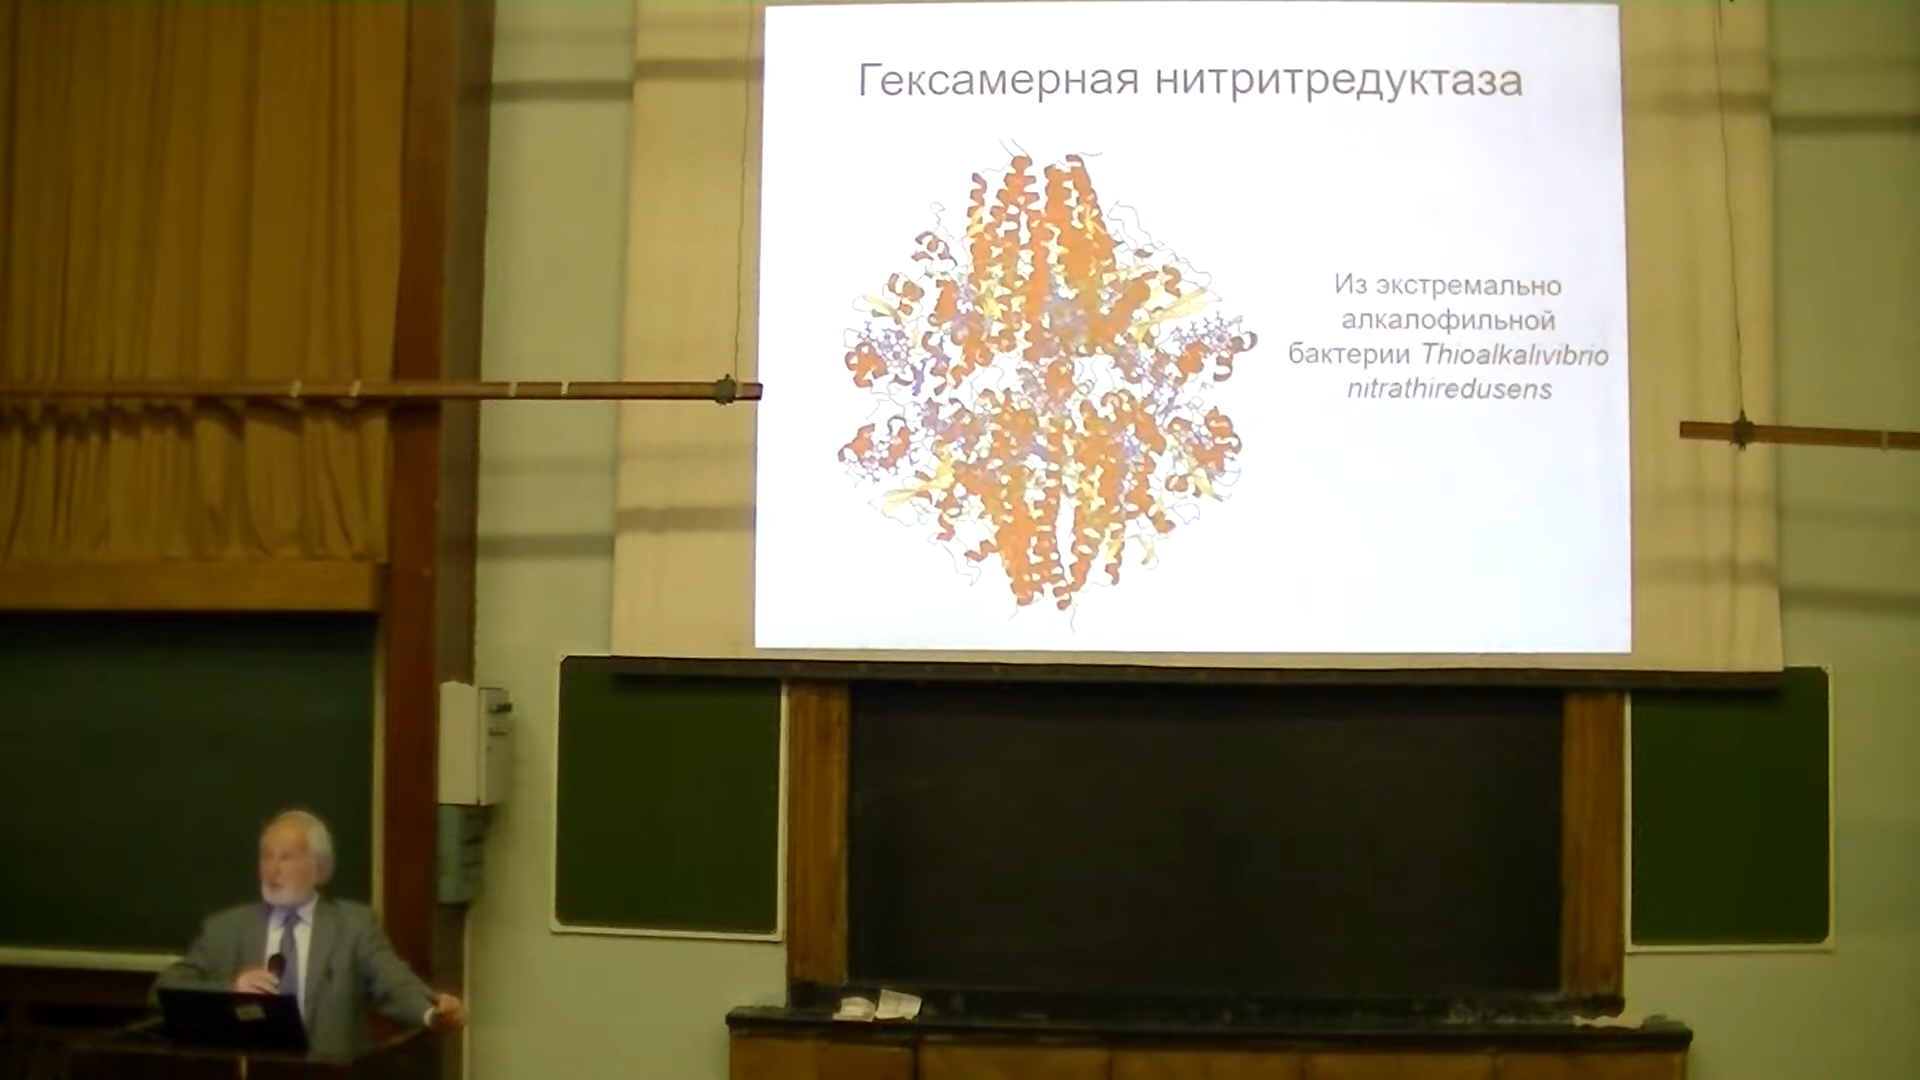 Гексамерная нитритредуктаза
Из экстремально
алкалофильной
бактерии Thioalkalivibrio
nitrathiredusens